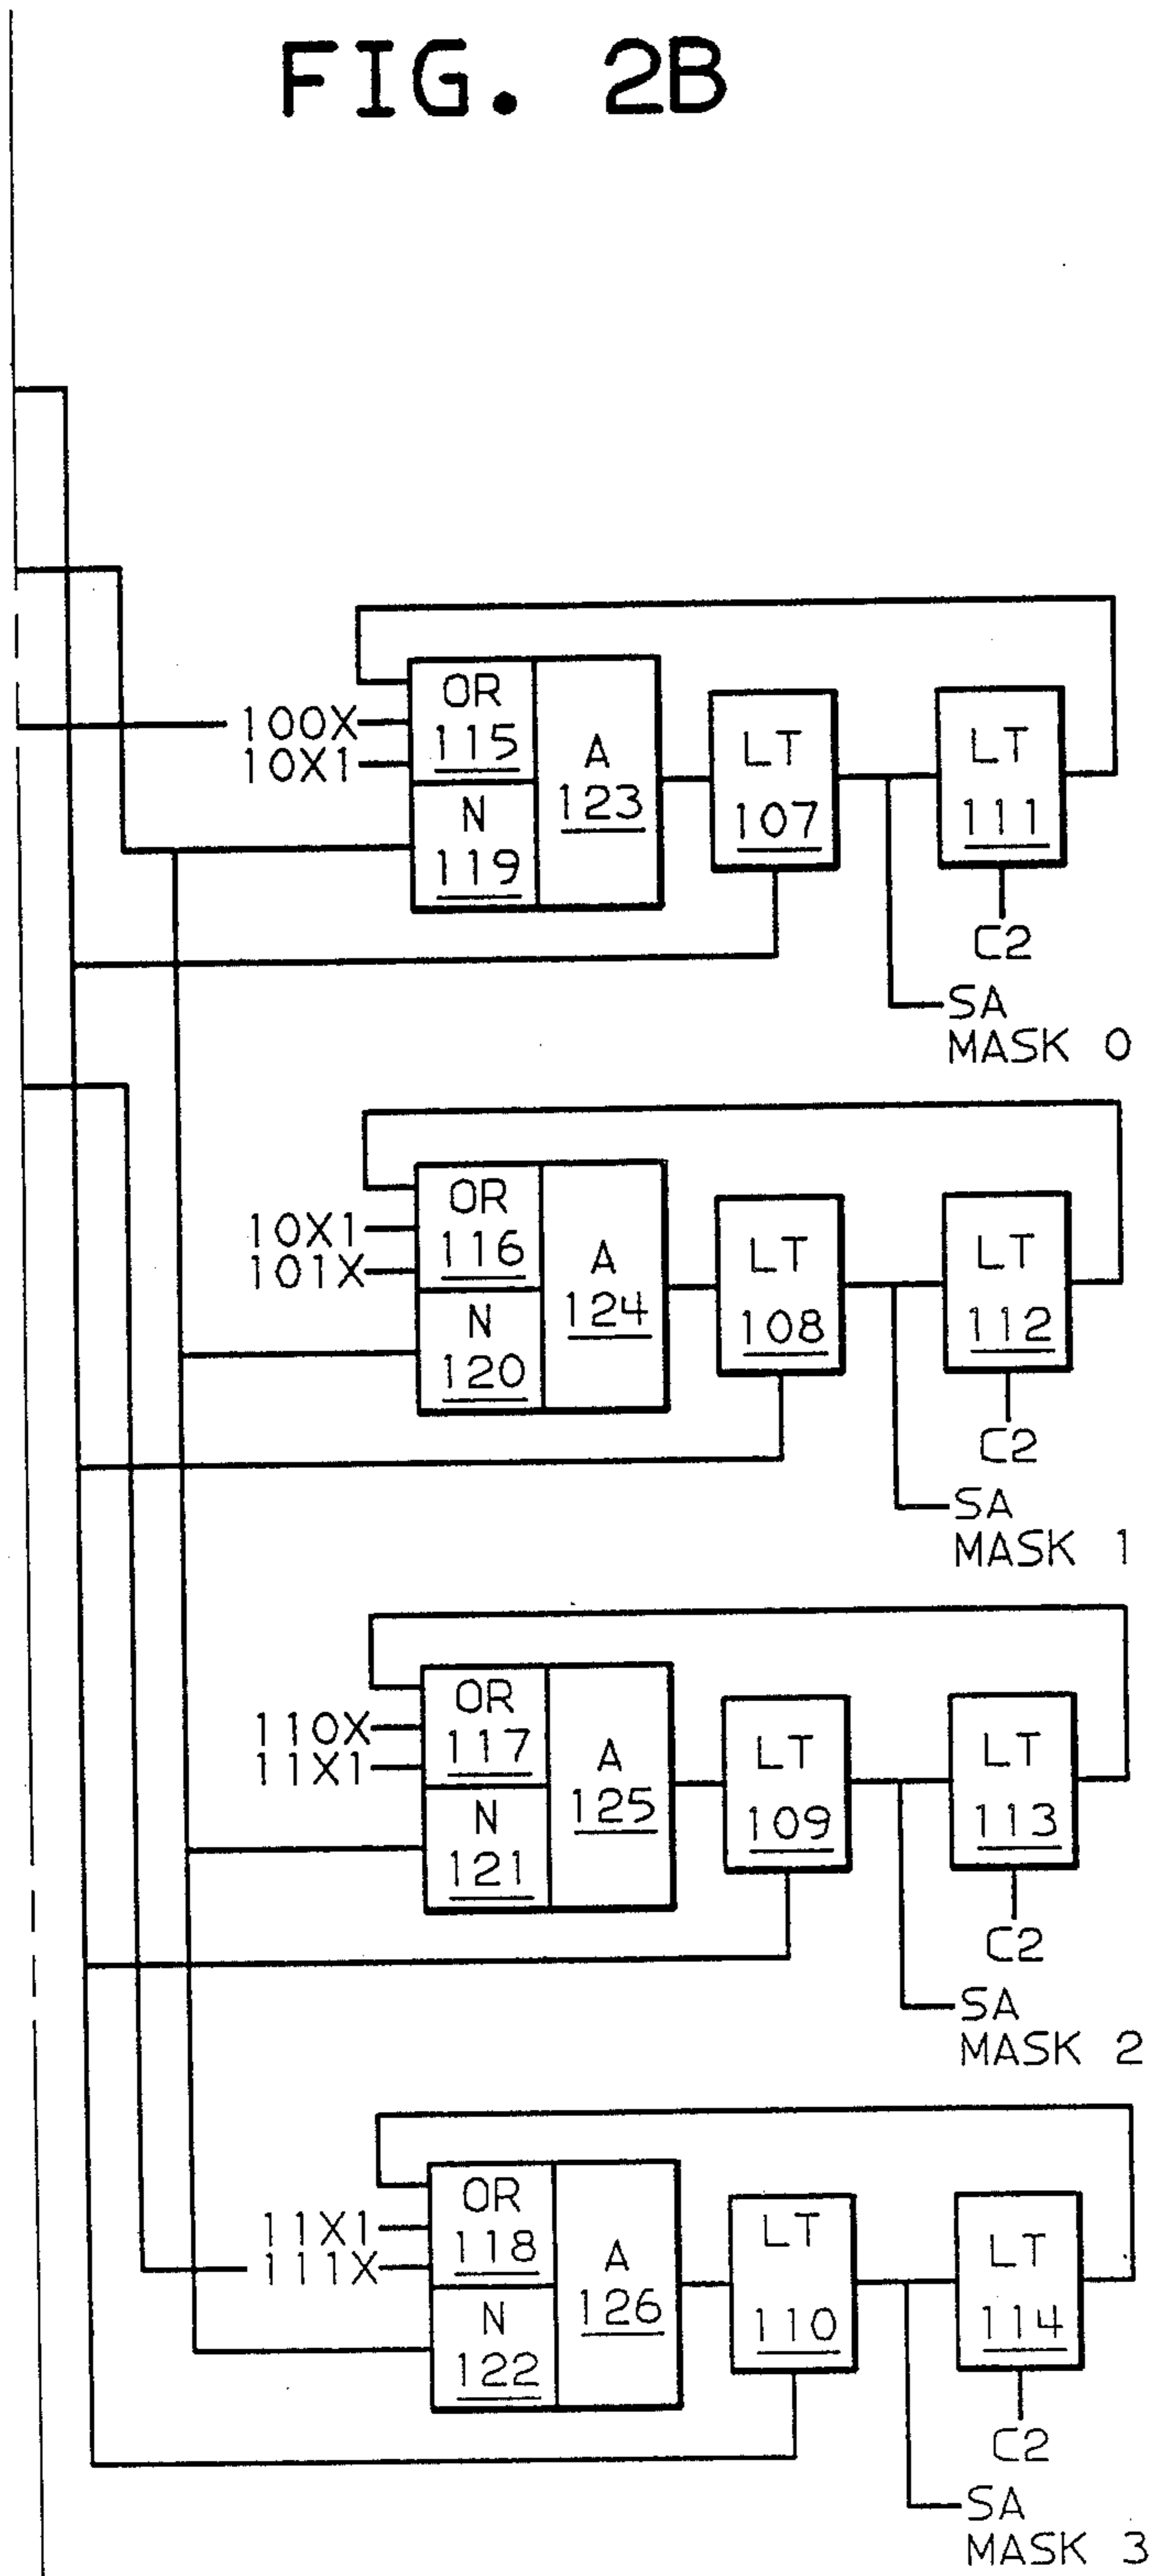 FIG. 2B
OR
115
100X
10X1
N
119
A
123
LT
107
LT
111
C2
SA
MASK 0
OR
116
10X1
101X
N
120
A
124
LT
108
LT
112
C2
SA
MASK 1
OR
117
110X
11X1
N
121
A
125
LT
109
LT
113
C2
SA
MASK 2
OR
118
11X1
111X
N
122
A
126
LT
110
LT
114
C2
SA
MASK 3